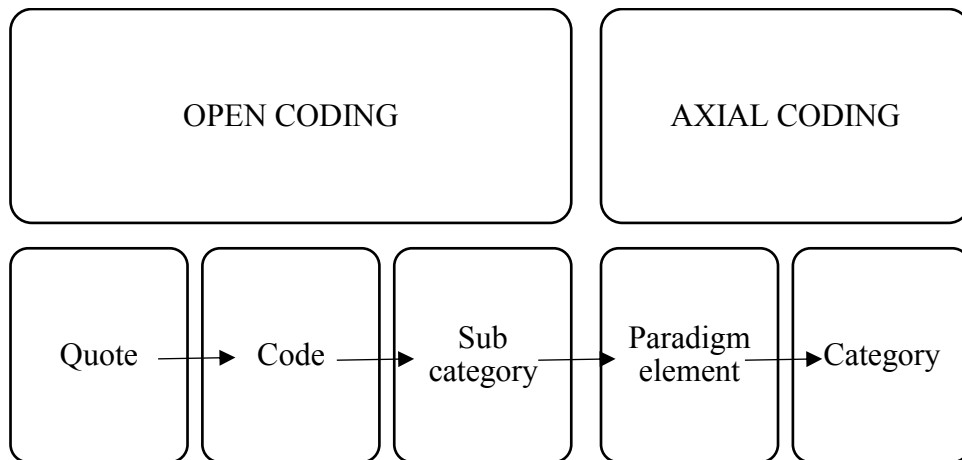 OPEN CODING
AXIAL CODING
Quote
Code
Sub
category
Paradigm
element
Category